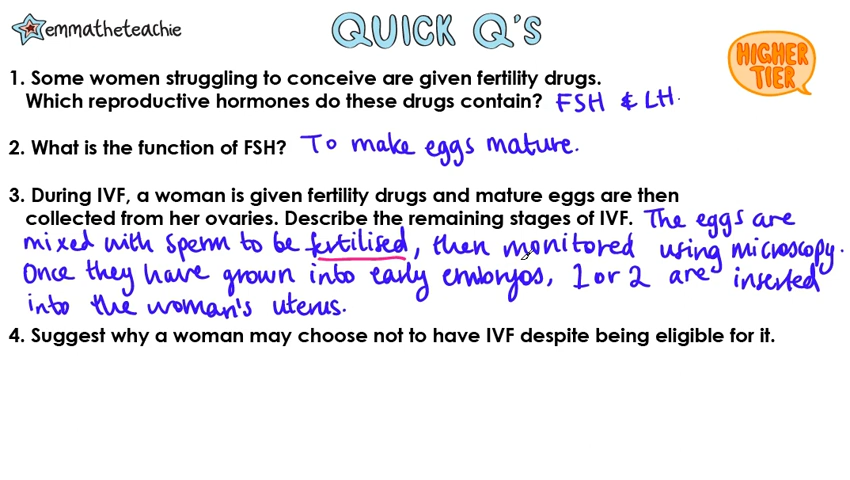 emmatheteachie
QUICK Q'S
HIGHER
TIER
1. Some women struggling to conceive are given fertility drugs.
Which reproductive hormones do these drugs contain? FSH & LH.
2. What is the function of FSH? To make eggs mature.
3. During IVF, a woman is given fertility drugs and mature eggs are then
collected from her ovaries. Describe the remaining stages of IVF. The eggs are
mixed with sperm to be fertilised, then monitored using microscopy.
Once they have grown into early embryos, 1 or 2 are inserted
into the woman's uterus.
4. Suggest why a woman may choose not to have IVF despite being eligible for it.